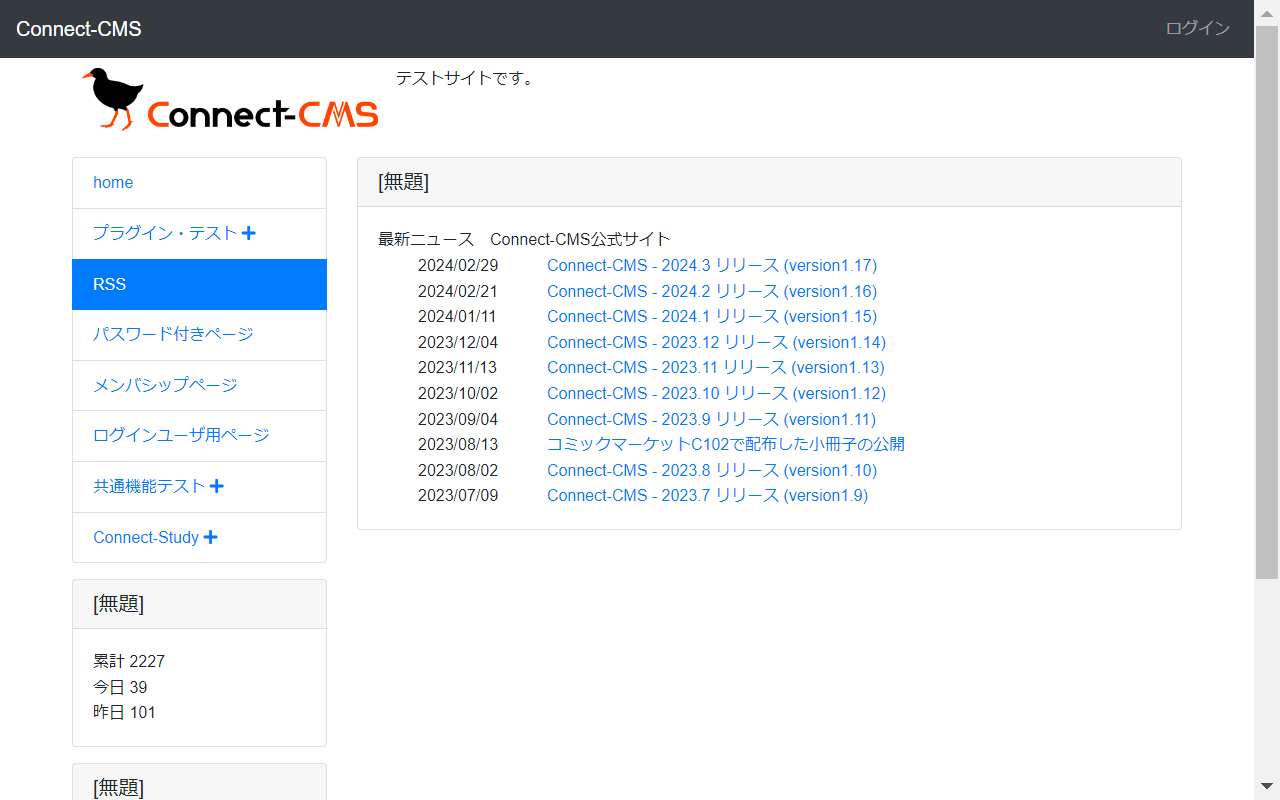 Connect-CMS
ログイン
Connect-CMS
テストサイトです。
home
プラグイン・テスト
RSS
パスワード付きページ
メンバシップページ
ログインユーザ用ページ
共通機能テスト
Connect-Study
[無題]
累計 2227
今日 39
昨日 101
[無題]
[無題]
最新ニュース Connect-CMS公式サイト
2024/02/29 Connect-CMS - 2024.3 リリース (version1.17)
2024/02/21 Connect-CMS - 2024.2 リリース (version1.16)
2024/01/11 Connect-CMS - 2024.1 リリース (version1.15)
2023/12/04 Connect-CMS - 2023.12 リリース (version1.14)
2023/11/13 Connect-CMS - 2023.11 リリース (version1.13)
2023/10/02 Connect-CMS - 2023.10 リリース (version1.12)
2023/09/04 Connect-CMS - 2023.9 リリース (version1.11)
2023/08/13 コミックマーケットC102で配布した小冊子の公開
2023/08/02 Connect-CMS - 2023.8 リリース (version1.10)
2023/07/09 Connect-CMS - 2023.7 リリース (version1.9)